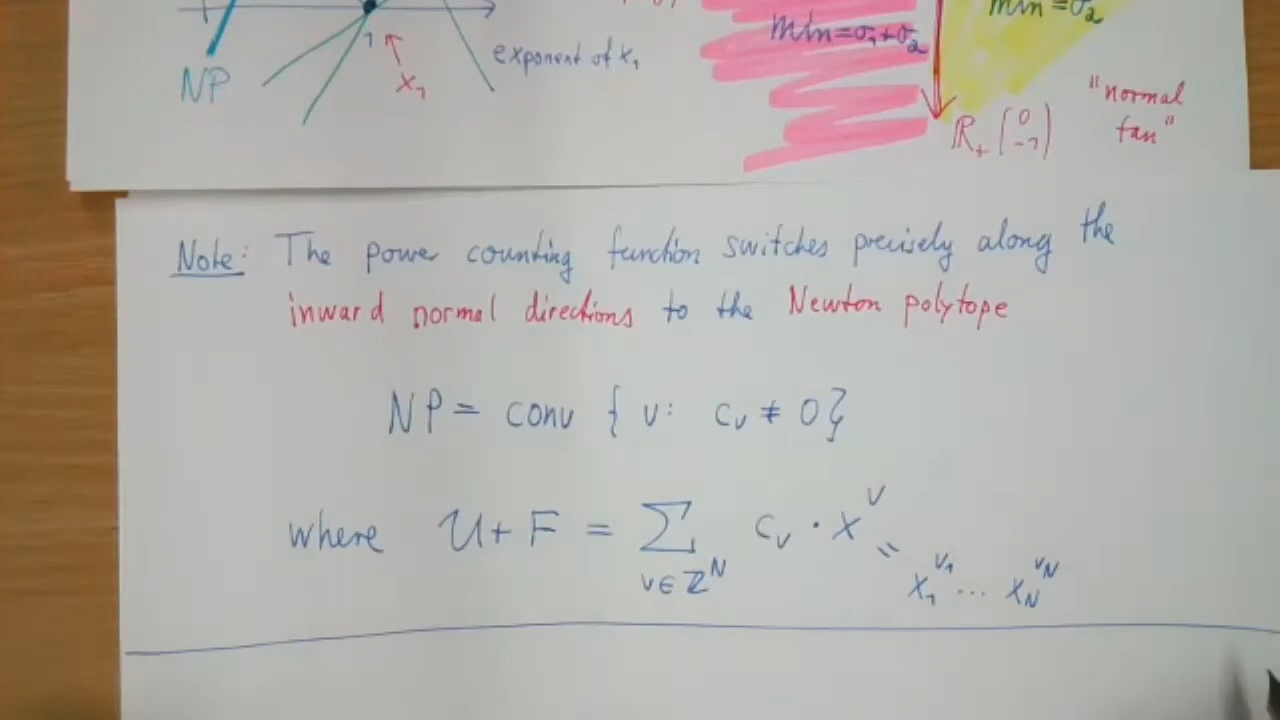 min=σ₂
min=σ₁+σ₂
1
exponent of x₁
NP
x₁
"normal fan"
ℝ₊ (0 -1)
Note: The power counting function switches precisely along the
inward normal directions to the Newton polytope
NP = conv { v: c_v ≠ 0 }
where U + F = ∑_{v∈ℤ^N} c_v · x^v = x₁^{v₁} ... x_N^{v_N}